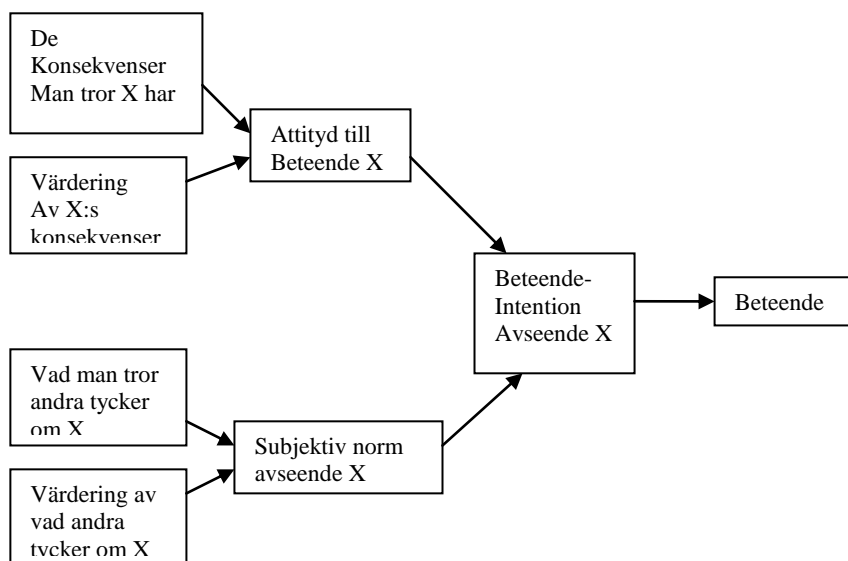 De
Konsekvenser
Man tror X har
Attityd till
Beteende X
Värdering
Av X:s
konsekvenser
Beteende-
Intention
Avseende X
Beteende
Vad man tror
andra tycker
om X
Subjektiv norm
avseende X
Värdering av
vad andra
tycker om X